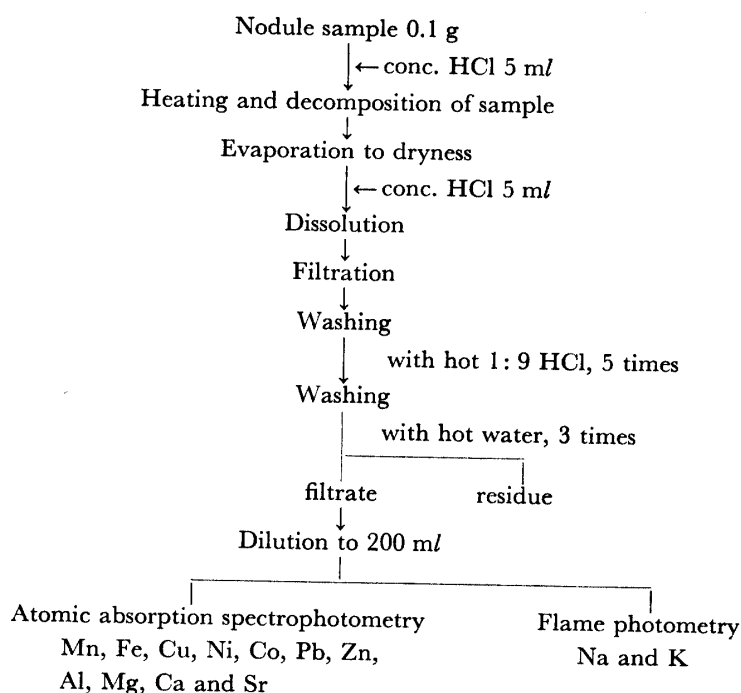 Nodule sample 0.1 g
←conc. HCl 5 ml
Heating and decomposition of sample
Evaporation to dryness
←conc. HCl 5 ml
Dissolution
Filtration
Washing
with hot 1: 9 HCl, 5 times
Washing
with hot water, 3 times
filtrate residue
Dilution to 200 ml
Atomic absorption spectrophotometry Flame photometry
Mn, Fe, Cu, Ni, Co, Pb, Zn, Na and K
Al, Mg, Ca and Sr